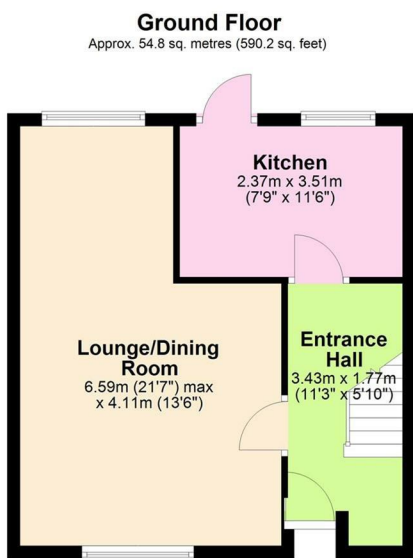 Ground Floor
Approx. 54.8 sq. metres (590.2 sq. feet)
Kitchen
2.37m x 3.51m
(7'9" x 11'6")
Lounge/Dining
Room
6.59m (21'7") max
x 4.11m (13'6")
Entrance
Hall
3.43m x 1.77m
(11'3" x 5'10")